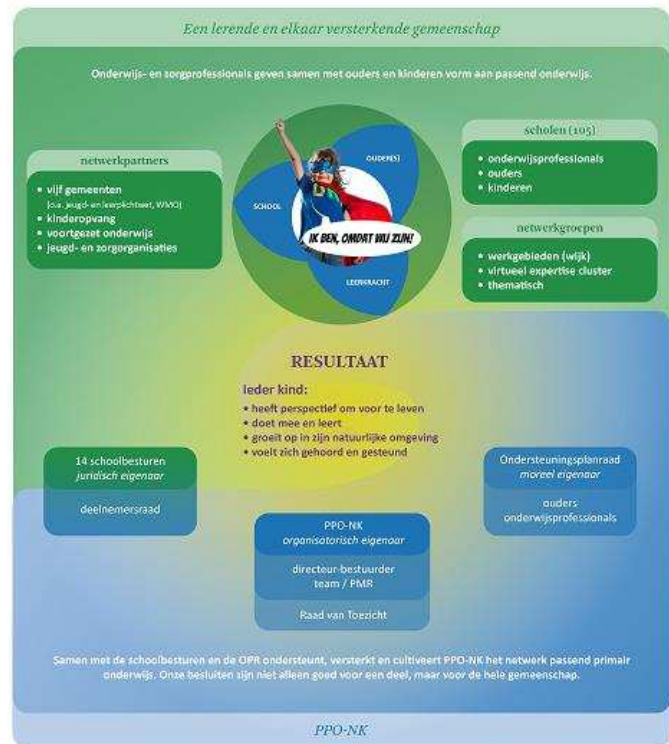 Een lerende en elkaar versterkende gemeenschap
Onderwijs- en zorgprofessionals geven samen met ouders en kinderen vorm aan passend onderwijs.
netwerkpartners
• vijf gemeenten
(o.a. jeugd- en leerplichtwet, WMO)
• kinderopvang
• voortgezet onderwijs
• jeugd- en zorgorganisaties
SCHOOL
OUDER(S)
LEERKRACHT
IK BEN, OMDAT WIJ ZIJN!
scholen (105)
• onderwijsprofessionals
• ouders
• kinderen
netwerkgroepen
• werkgebieden (wijk)
• virtueel expertise cluster
• thematisch
RESULTAAT
Ieder kind:
• heeft perspectief om voor te leven
• doet mee en leert
• groeit op in zijn natuurlijke omgeving
• voelt zich gehoord en gesteund
14 schoolbesturen
juridisch eigenaar
deelnemersraad
PPO-NK
organisatorisch eigenaar
directeur-bestuurder
team / PMR
Raad van Toezicht
Ondersteuningsplanraad
moreel eigenaar
ouders
onderwijsprofessionals
Samen met de schoolbesturen en de OPR ondersteunt, versterkt en cultiveert PPO-NK het netwerk passend primair
onderwijs. Onze besluiten zijn niet alleen goed voor een deel, maar voor de hele gemeenschap.
PPO-NK